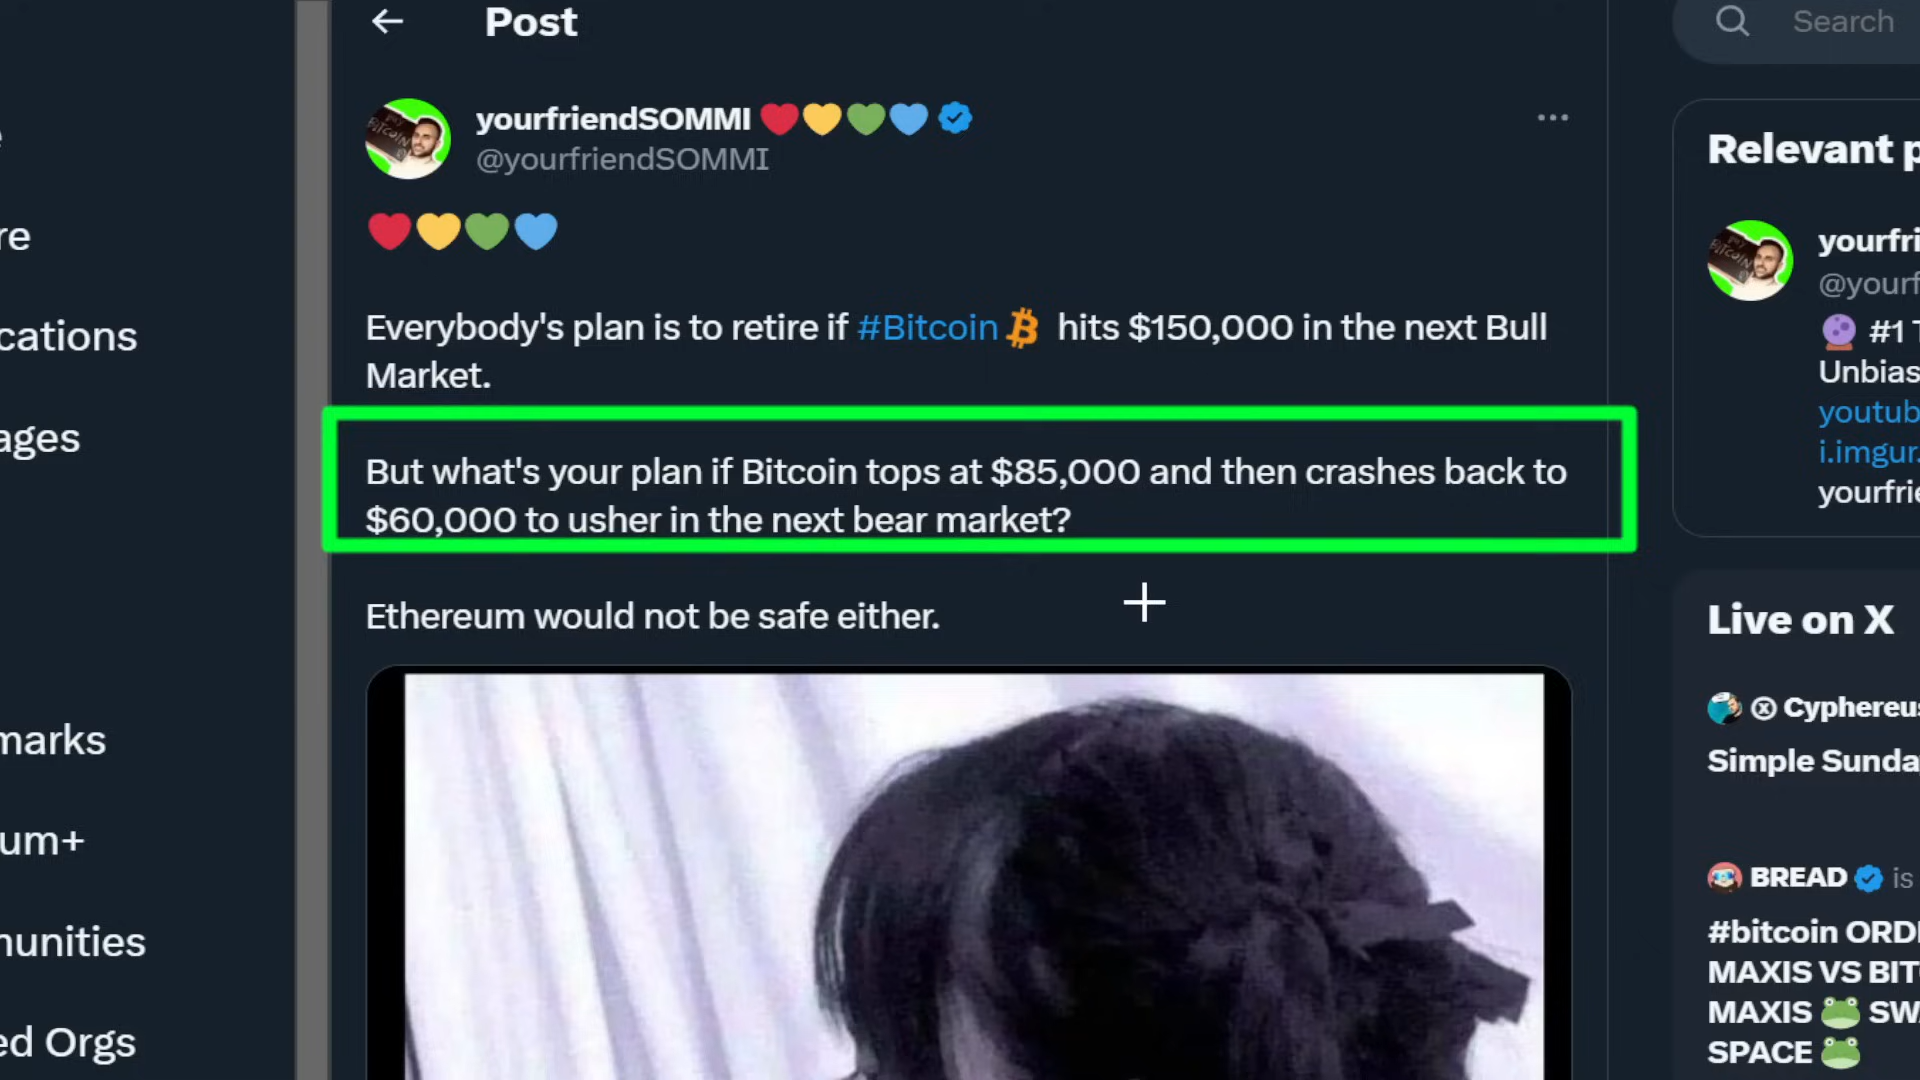 Post
Search
yourfriendSOMMI
@yourfriendSOMMI
Everybody's plan is to retire if #Bitcoin hits $150,000 in the next Bull
Market.
But what's your plan if Bitcoin tops at $85,000 and then crashes back to
$60,000 to usher in the next bear market?
Ethereum would not be safe either.
re
cations
ages
marks
um+
munities
ed Orgs
Relevant p
yourfri
@yourf
#1 T
Unbias
youtub
i.imgur.
yourfrie
Live on X
Cyphereus
Simple Sunda
BREAD is
#bitcoin ORDI
MAXIS VS BIT
MAXIS SWA
SPACE